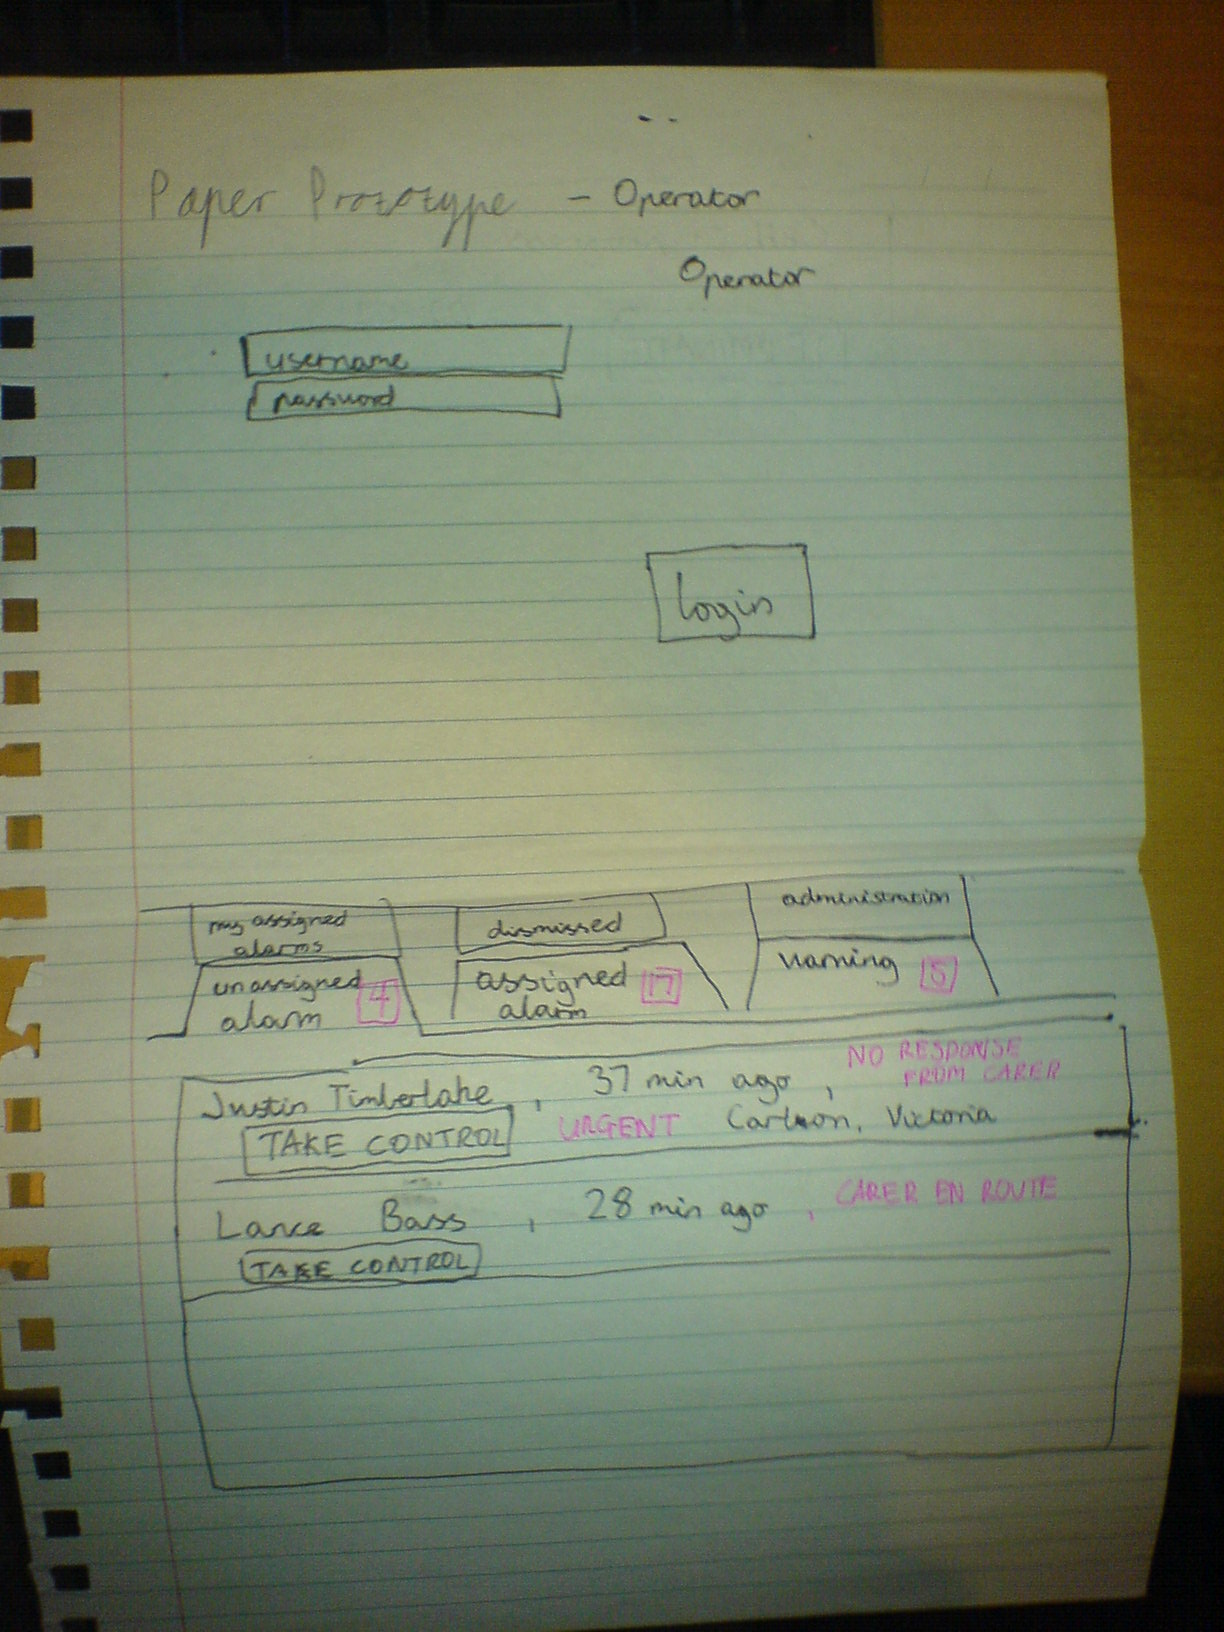 Paper Prototype - Operator
Operator
username
password
login
my assigned
alarms
dismissed
administration
unassigned
alarm 4
assigned
alarm 17
warning 5
Justin Timberlake, 37 min ago, NO RESPONSE
FROM CARER
TAKE CONTROL URGENT Carlton, Victoria
Lance Bass, 28 min ago, CARER EN ROUTE
TAKE CONTROL